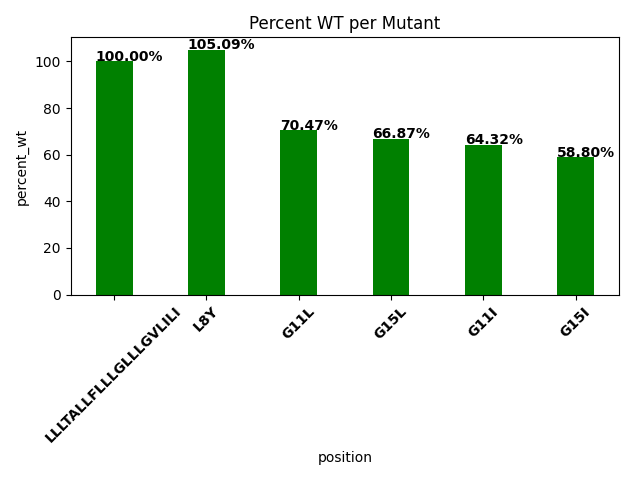 Percent WT per Mutant
percent_wt
100
80
60
40
20
0
100.00%
105.09%
70.47%
66.87%
64.32%
58.80%
LLLTALLFLLLGLLLGVLILI
L8Y
G11L
G15L
G11I
G15I
position